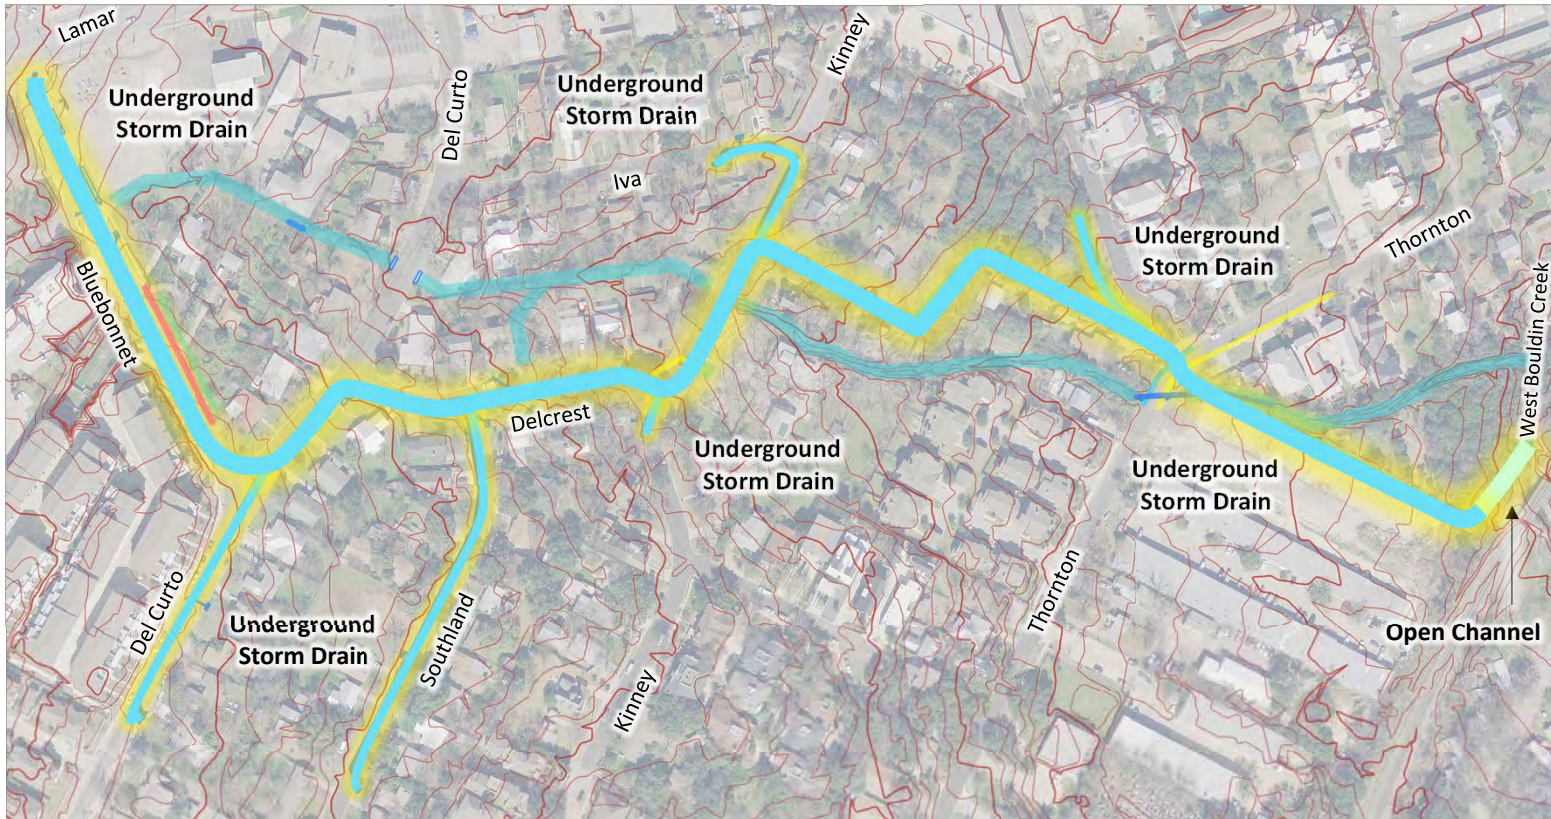 Lamar
Kinney
Underground
Storm Drain
Del Curto
Underground
Storm Drain
Iva
Underground
Storm Drain
Thornton
Bluebonnet
West Bouldin Creek
Delcrest
Underground
Storm Drain
Underground
Storm Drain
Del Curto
Underground
Storm Drain
Southland
Kinney
Thornton
Open Channel